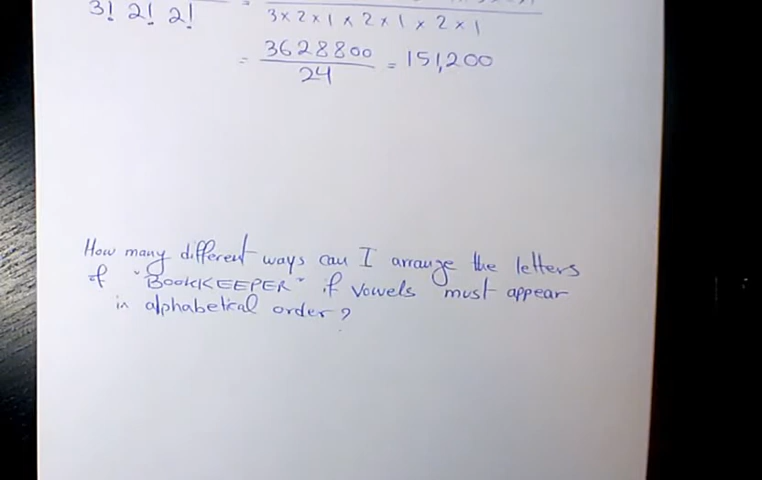 3! 2! 2! =
3 x 2 x 1 x 2 x 1 x 2 x 1
= 3628800 / 24 = 151,200
How many different ways can I arrange the letters
of "BOOKKEEPER" if vowels must appear
in alphabetical order?